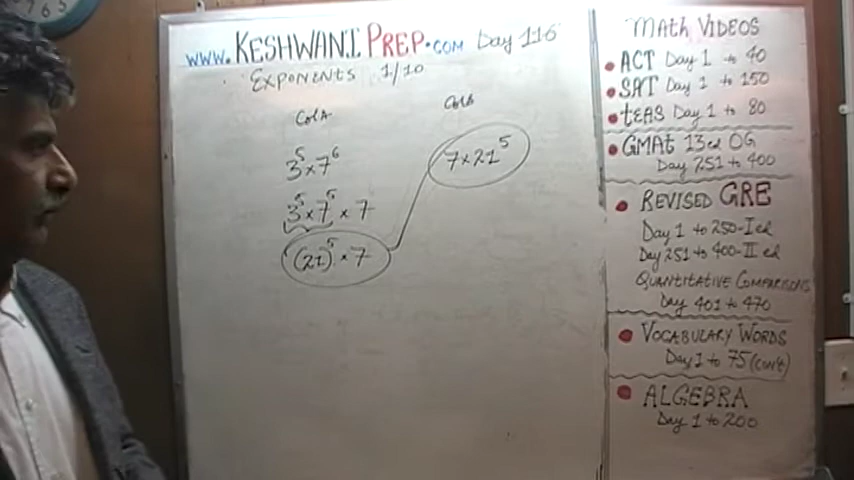 www.KESHWANIPREP.COM Day 116
EXPONENTS 1/10
Col A
Col B
3⁵ × 7⁶
7 × 21⁵
3⁵ × 7⁵ × 7
(21)⁵ × 7
MATH VIDEOS
ACT Day 1 to 40
SAT Day 1 to 150
tEAS Day 1 to 80
GMAt 13ed OG
Day 251 to 400
REVISED GRE
Day 1 to 250-I ed
Day 251 to 400-II ed
QUANTITATIVE COMPARISONS
Day 401 to 470
VOCABULARY WORDS
Day 1 to 75 (con't)
ALGEBRA
Day 1 to 200